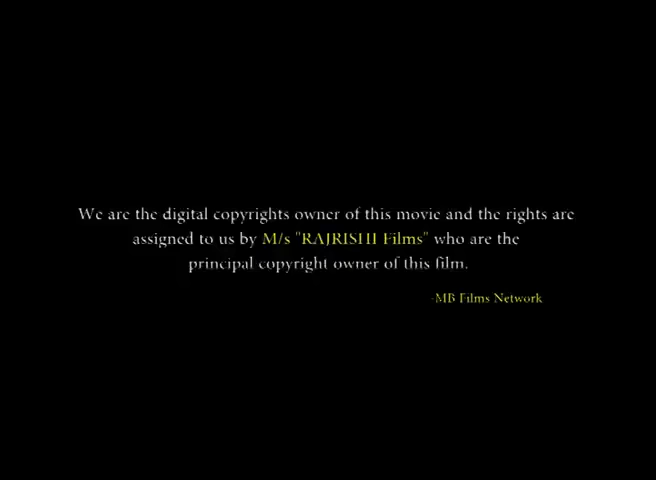 We are the digital copyrights owner of this movie and the rights are
assigned to us by M/s "RAJRISHI Films" who are the
principal copyright owner of this film.
-MB Films Network